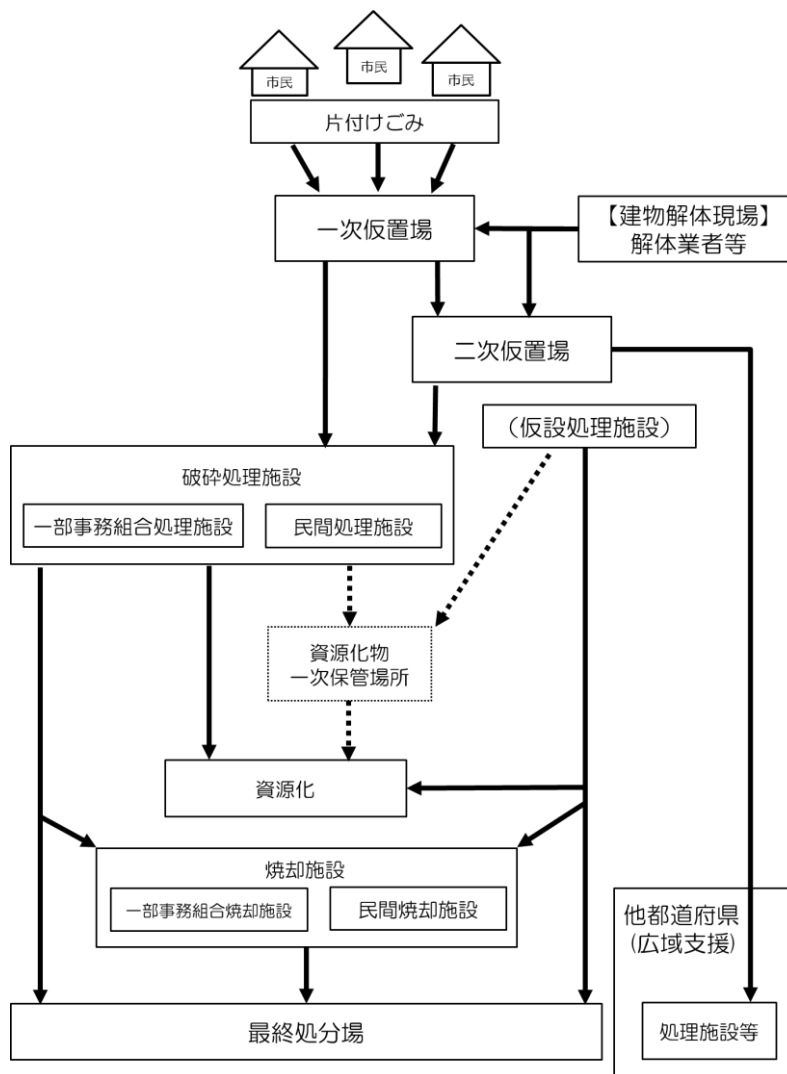 市民
市民
市民
片付けごみ
一次仮置場
【建物解体現場】
解体業者等
二次仮置場
（仮設処理施設）
破砕処理施設
一部事務組合処理施設
民間処理施設
資源化物
一次保管場所
資源化
焼却施設
一部事務組合焼却施設
民間焼却施設
他都道府県
(広域支援)
最終処分場
処理施設等